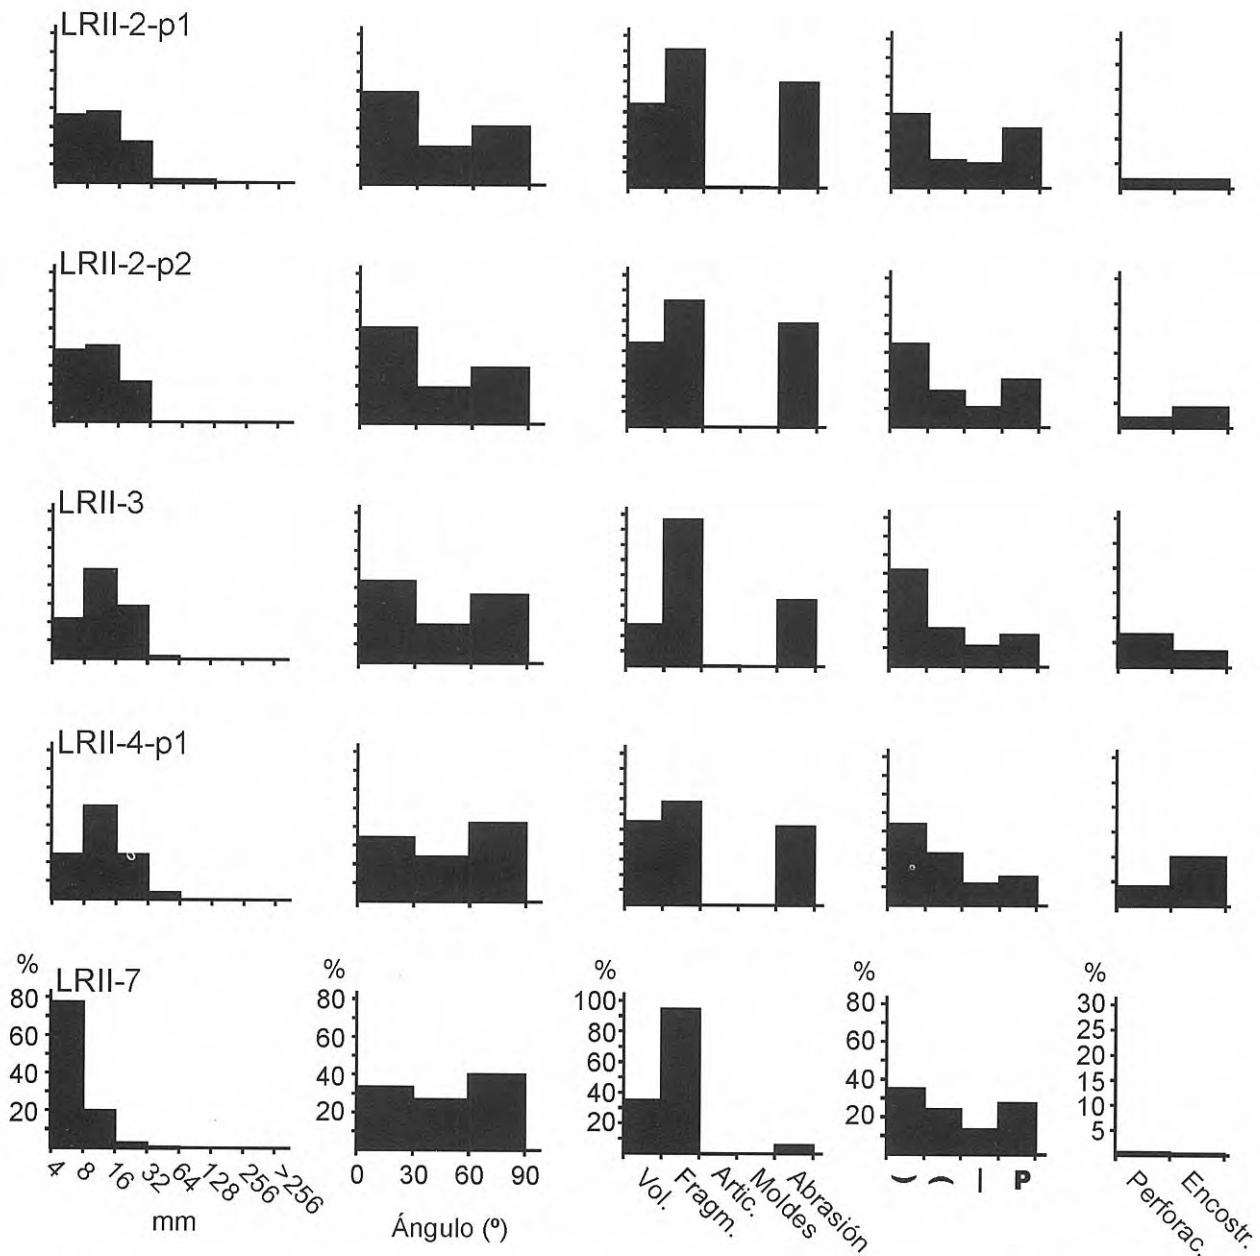 LRII-2-p1
LRII-2-p2
LRII-3
LRII-4-p1
LRII-7
%
80
60
40
20
4 8 16 32 64 128 256 >256
mm
%
80
60
40
20
0 30 60 90
Ángulo (º)
%
100
80
60
40
20
Vol. Fragm. Artic. Moldes Abrasión
%
80
60
40
20
P
%
30
25
20
15
10
5
Perforac. Encostr.